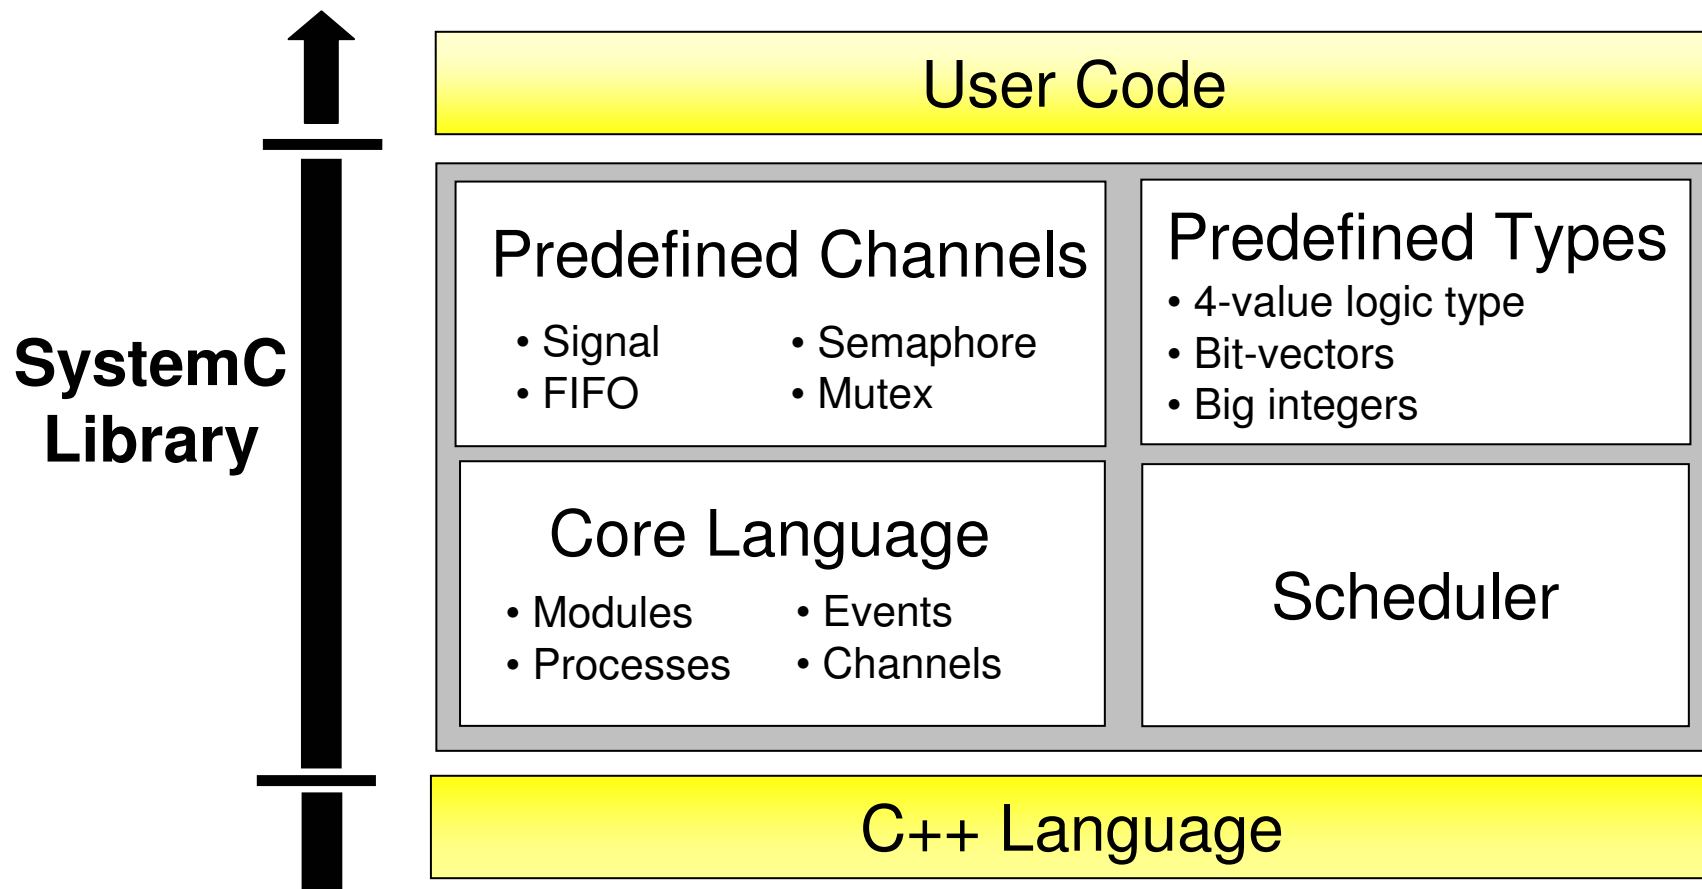 User Code
SystemC
Library
Predefined Channels
• Signal
• FIFO
• Semaphore
• Mutex
Predefined Types
• 4-value logic type
• Bit-vectors
• Big integers
Core Language
• Modules
• Processes
• Events
• Channels
Scheduler
C++ Language